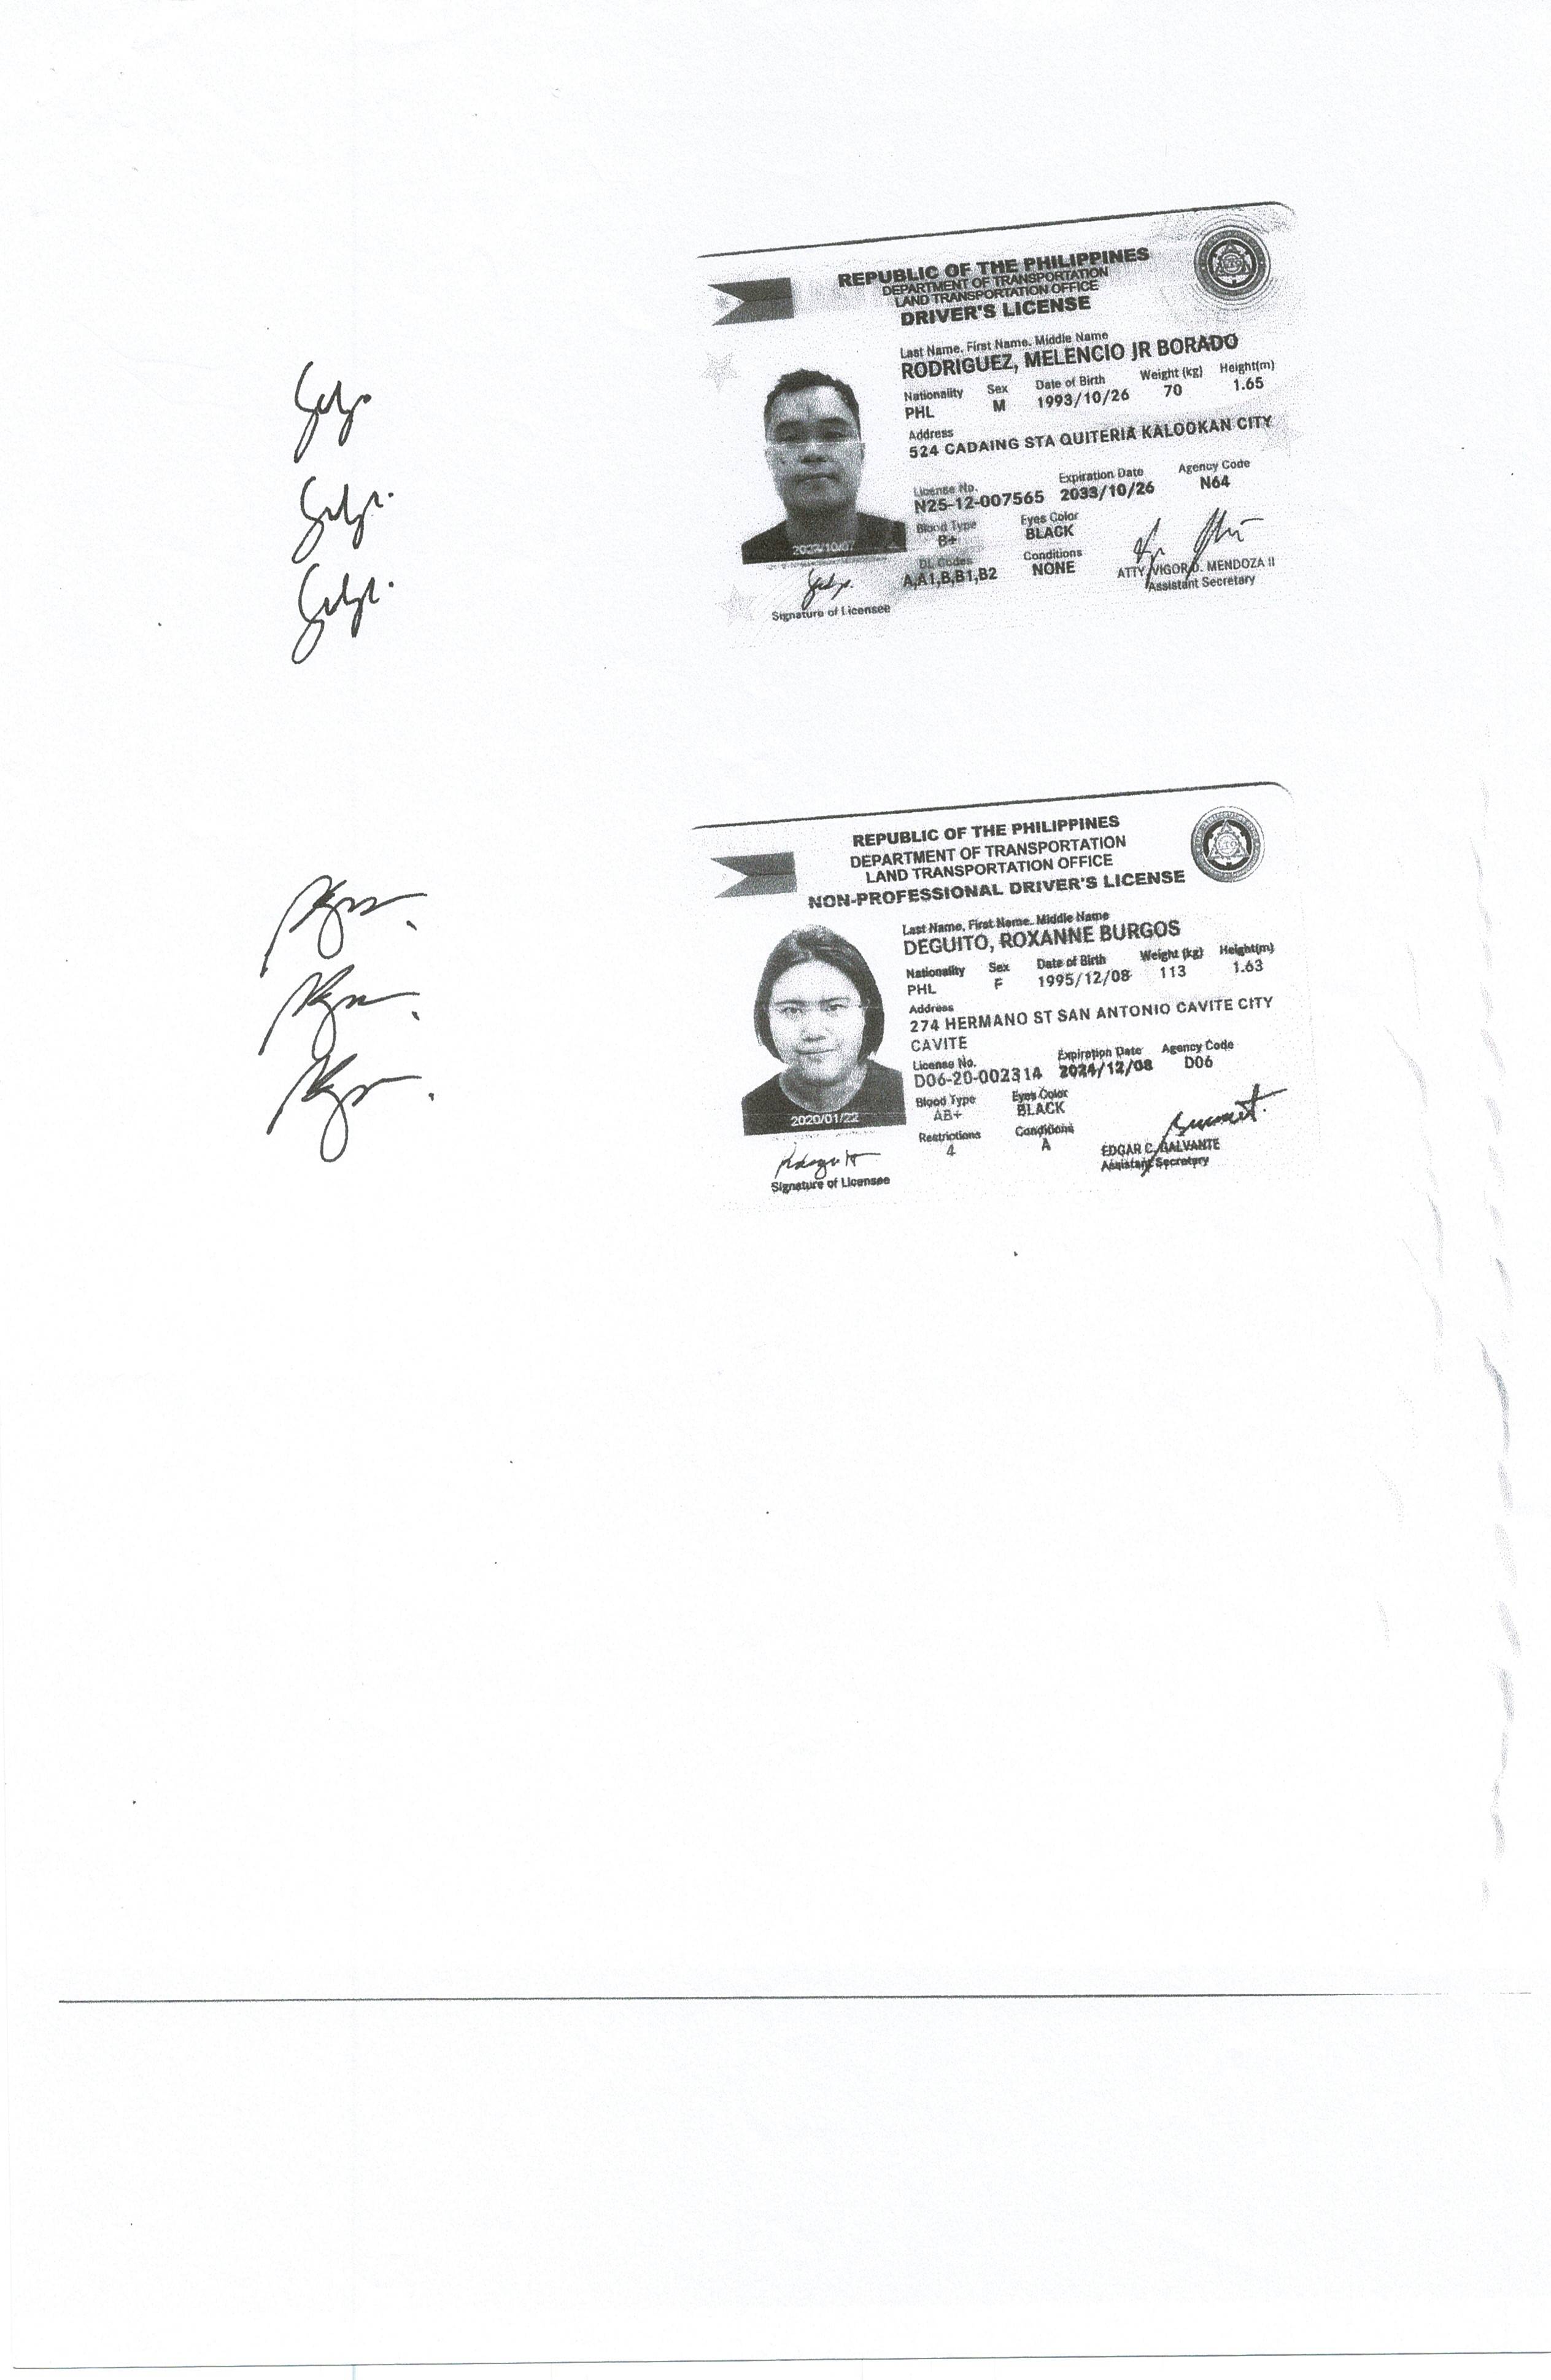 REPUBLIC OF THE PHILIPPINES
DEPARTMENT OF TRANSPORTATION
LAND TRANSPORTATION OFFICE
DRIVER'S LICENSE
Last Name, First Name, Middle Name
RODRIGUEZ, MELENCIO JR BORADO
Nationality Sex Date of Birth Weight (kg) Height(m)
PHL M 1993/10/26 70 1.65
Address
524 CADAING STA QUITERIA KALOOKAN CITY
License No. Expiration Date Agency Code
N25-12-007565 2033/10/26 N64
Blood Type Eyes Color
B+ BLACK
DL Codes Conditions
A,A1,B,B1,B2 NONE
ATTY. VIGOR D. MENDOZA II
Assistant Secretary
Signature of Licensee
REPUBLIC OF THE PHILIPPINES
DEPARTMENT OF TRANSPORTATION
LAND TRANSPORTATION OFFICE
NON-PROFESSIONAL DRIVER'S LICENSE
Last Name, First Name, Middle Name
DEGUITO, ROXANNE BURGOS
Nationality Sex Date of Birth Weight (kg) Height(m)
PHL F 1995/12/08 113 1.63
Address
274 HERMANO ST SAN ANTONIO CAVITE CITY
CAVITE
License No. Expiration Date Agency Code
D06-20-002314 2024/12/08 D06
Blood Type Eyes Color
AB+ BLACK
Restrictions Conditions
4 A
2020/01/22
EDGAR C. GALVANTE
Assistant Secretary
Signature of Licensee